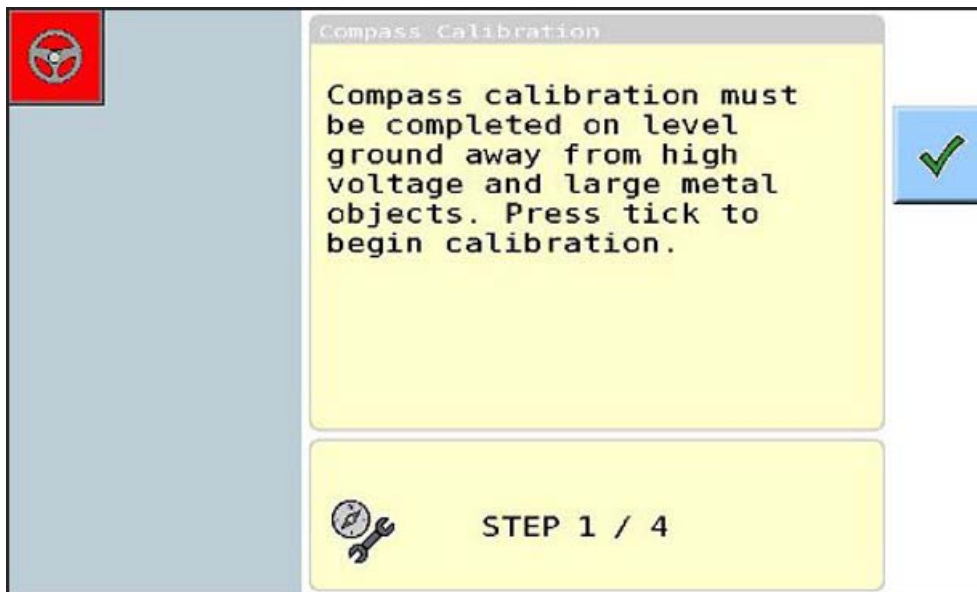 Compass Calibration
Compass calibration must
be completed on level
ground away from high
voltage and large metal
objects. Press tick to
begin calibration.
STEP 1 / 4